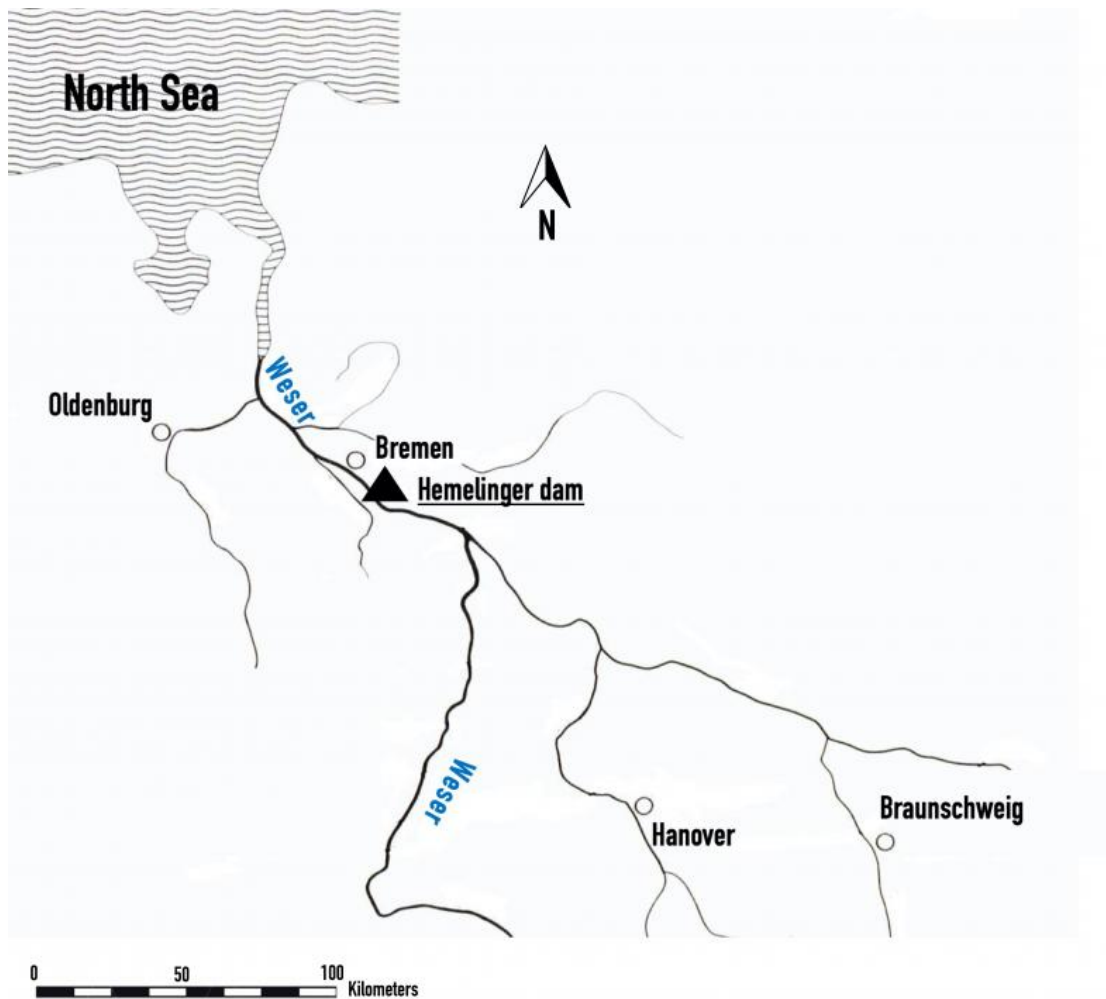 North Sea
N
Weser
Oldenburg
Bremen
Hemelinger dam
Weser
Braunschweig
Hanover
0 50 100
Kilometers